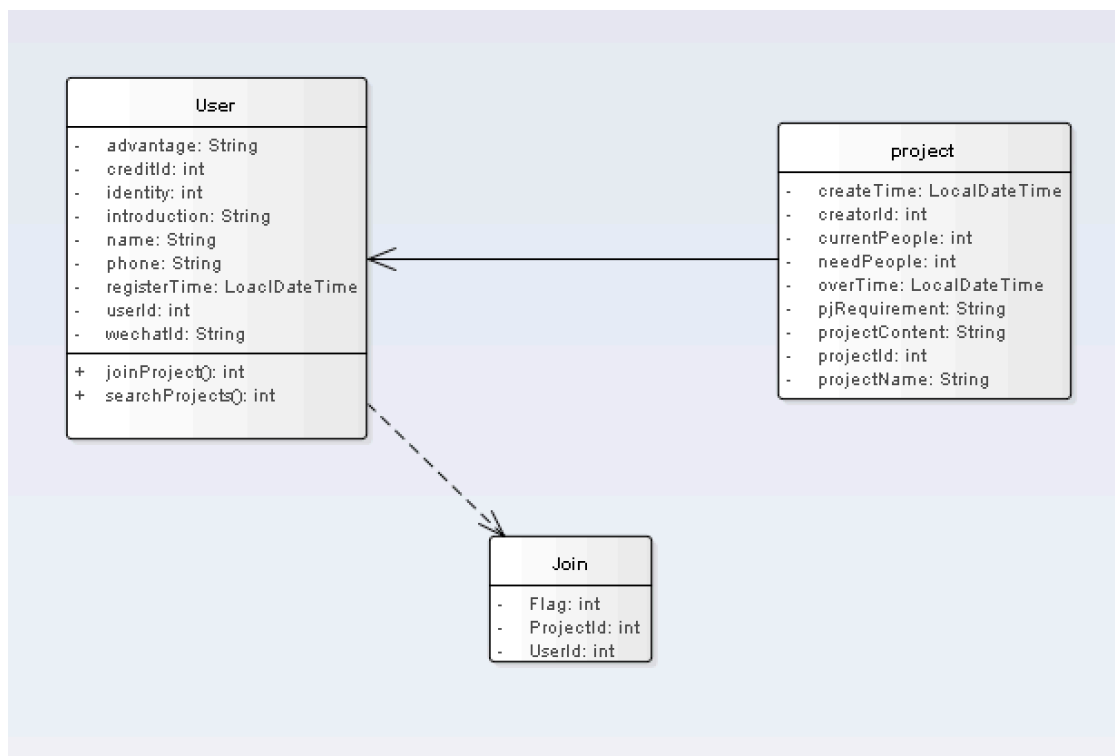 User
- advantage: String
- creditId: int
- identity: int
- introduction: String
- name: String
- phone: String
- registerTime: LoaclDateTime
- userId: int
- wechatId: String
+ joinProject(): int
+ searchProjects(): int
project
- createTime: LocalDateTime
- creatorId: int
- currentPeople: int
- needPeople: int
- overTime: LocalDateTime
- pjRequirement: String
- projectContent: String
- projectId: int
- projectName: String
Join
- Flag: int
- ProjectId: int
- UserId: int